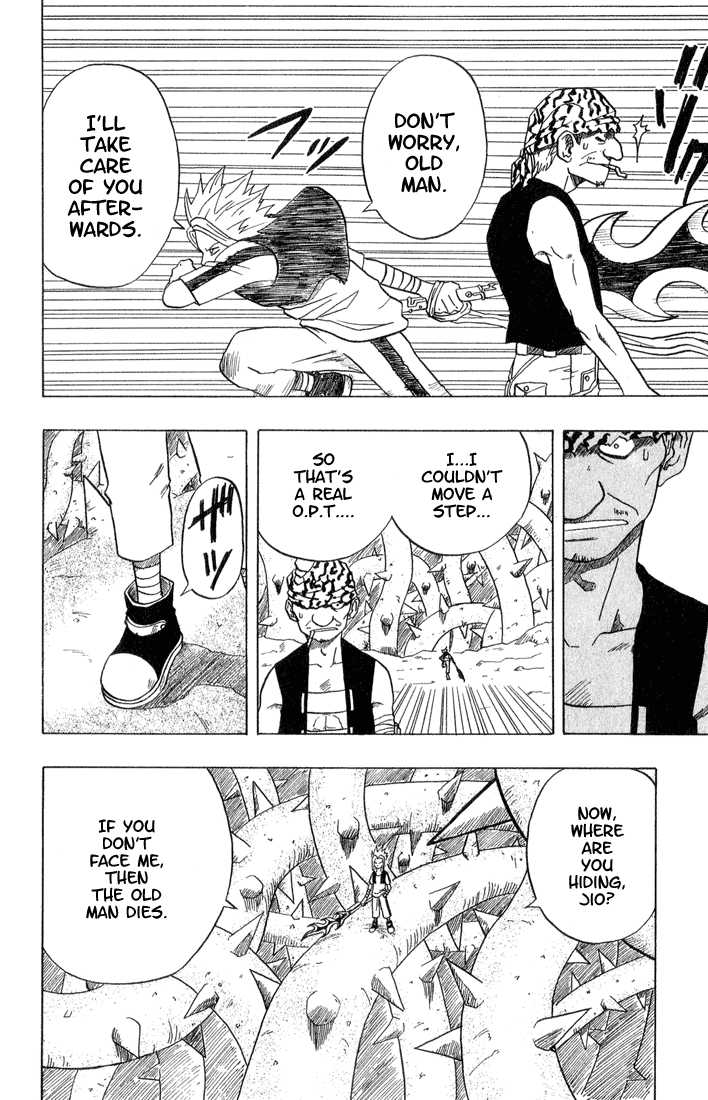 DON'T
WORRY,
OLD
MAN.
I'LL
TAKE
CARE
OF YOU
AFTER-
WARDS.
I...I
COULDN'T
MOVE A
STEP...
SO
THAT'S
A REAL
O.P.T....
NOW,
WHERE
ARE
YOU
HIDING,
JIO?
IF YOU
DON'T
FACE ME,
THEN
THE OLD
MAN DIES.